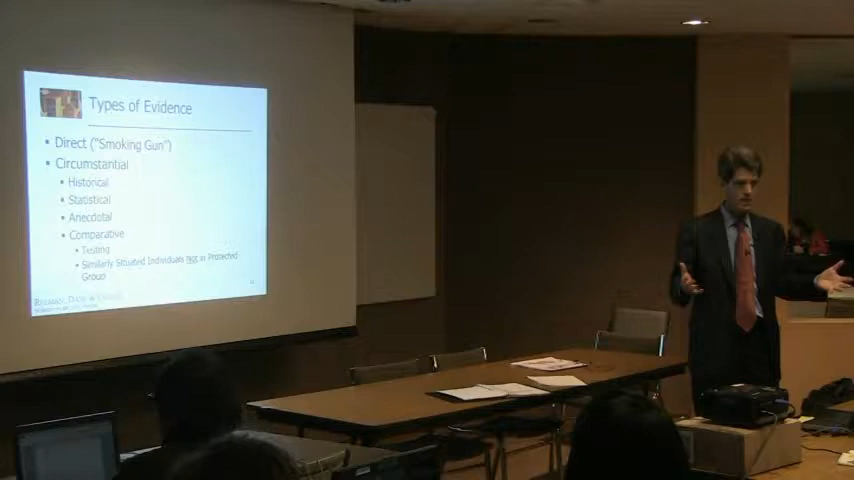 Types of Evidence
▪ Direct ("Smoking Gun")
▪ Circumstantial
▪ Historical
▪ Statistical
▪ Anecdotal
▪ Comparative
▪ Testing
▪ Similarly Situated Individuals not in Protected
Group